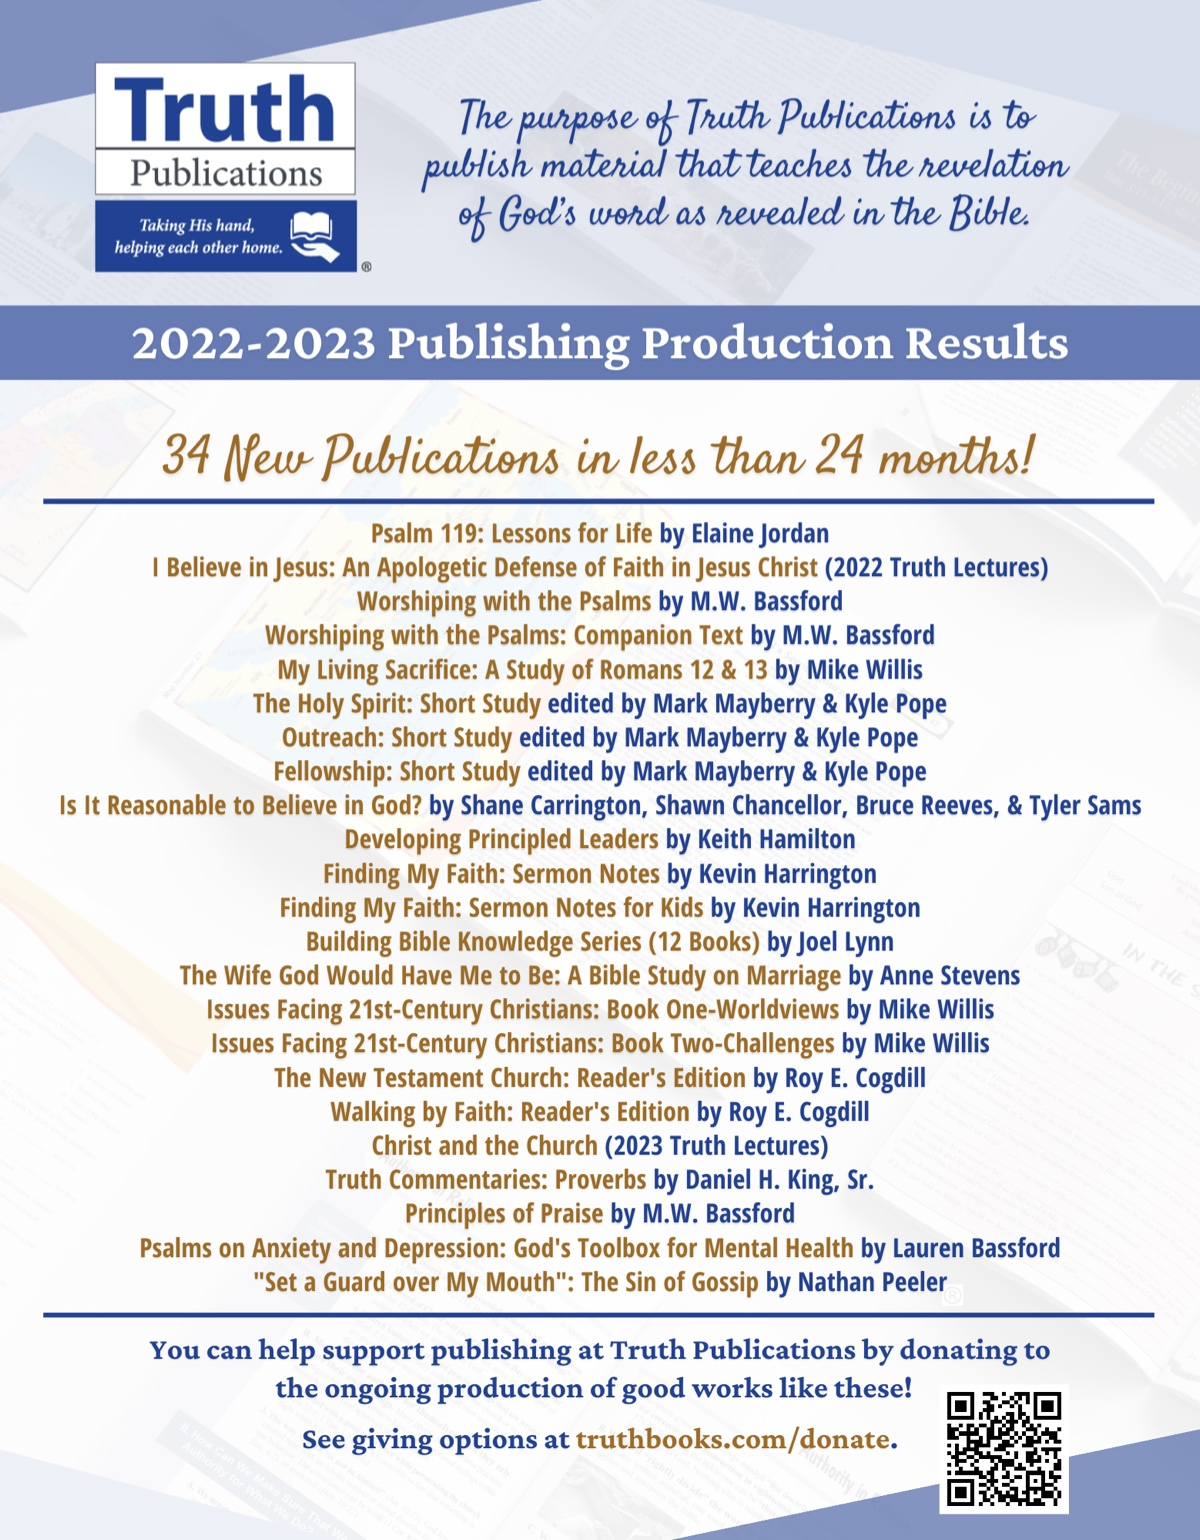 Truth
Publications
Taking His hand,
helping each other home.
®
The purpose of Truth Publications is to
publish material that teaches the revelation
of God's word as revealed in the Bible.
2022-2023 Publishing Production Results
34 New Publications in less than 24 months!
Psalm 119: Lessons for Life by Elaine Jordan
I Believe in Jesus: An Apologetic Defense of Faith in Jesus Christ (2022 Truth Lectures)
Worshiping with the Psalms by M.W. Bassford
Worshiping with the Psalms: Companion Text by M.W. Bassford
My Living Sacrifice: A Study of Romans 12 & 13 by Mike Willis
The Holy Spirit: Short Study edited by Mark Mayberry & Kyle Pope
Outreach: Short Study edited by Mark Mayberry & Kyle Pope
Fellowship: Short Study edited by Mark Mayberry & Kyle Pope
Is It Reasonable to Believe in God? by Shane Carrington, Shawn Chancellor, Bruce Reeves, & Tyler Sams
Developing Principled Leaders by Keith Hamilton
Finding My Faith: Sermon Notes by Kevin Harrington
Finding My Faith: Sermon Notes for Kids by Kevin Harrington
Building Bible Knowledge Series (12 Books) by Joel Lynn
The Wife God Would Have Me to Be: A Bible Study on Marriage by Anne Stevens
Issues Facing 21st-Century Christians: Book One-Worldviews by Mike Willis
Issues Facing 21st-Century Christians: Book Two-Challenges by Mike Willis
The New Testament Church: Reader's Edition by Roy E. Cogdill
Walking by Faith: Reader's Edition by Roy E. Cogdill
Christ and the Church (2023 Truth Lectures)
Truth Commentaries: Proverbs by Daniel H. King, Sr.
Principles of Praise by M.W. Bassford
Psalms on Anxiety and Depression: God's Toolbox for Mental Health by Lauren Bassford
"Set a Guard over My Mouth": The Sin of Gossip by Nathan Peeler
®
You can help support publishing at Truth Publications by donating to
the ongoing production of good works like these!
See giving options at truthbooks.com/donate.